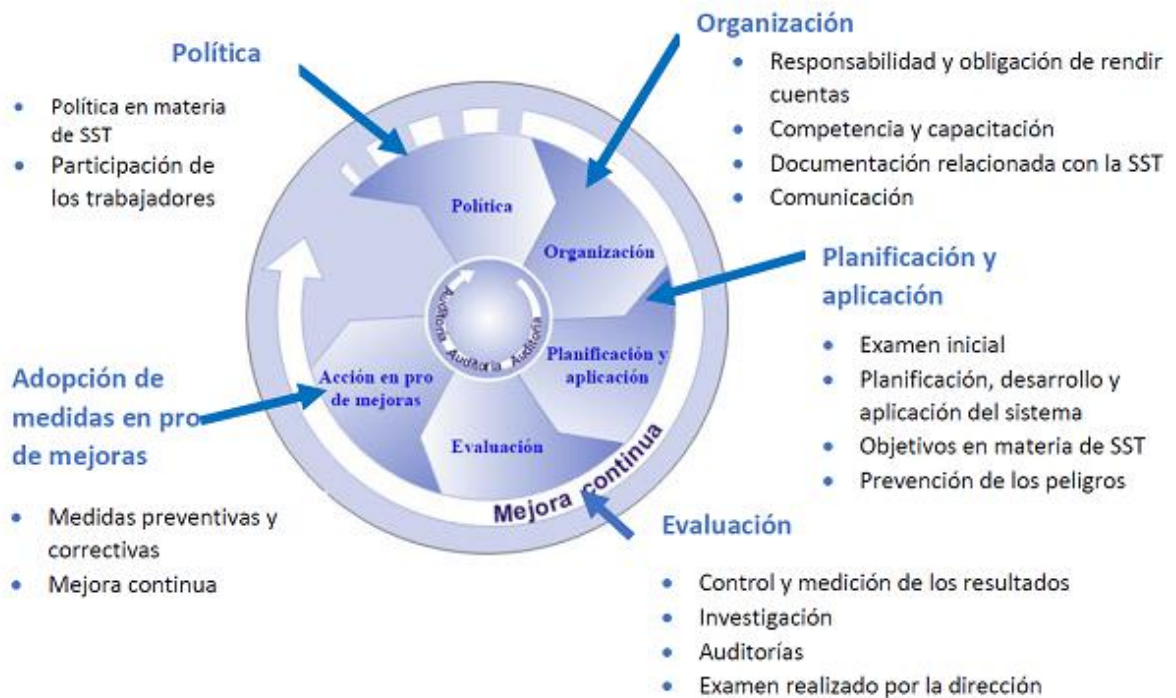 Política
• Política en materia
de SST
• Participación de
los trabajadores
Organización
• Responsabilidad y obligación de rendir
cuentas
• Competencia y capacitación
• Documentación relacionada con la SST
• Comunicación
Planificación y
aplicación
• Examen inicial
• Planificación, desarrollo y
aplicación del sistema
• Objetivos en materia de SST
• Prevención de los peligros
Evaluación
• Control y medición de los resultados
• Investigación
• Auditorías
• Examen realizado por la dirección
Adopción de
medidas en pro
de mejoras
• Medidas preventivas y
correctivas
• Mejora continua
Política
Organización
Planificación y
aplicación
Evaluación
Acción en pro
de mejoras
Auditoría Auditoría Auditoría
Mejora continua